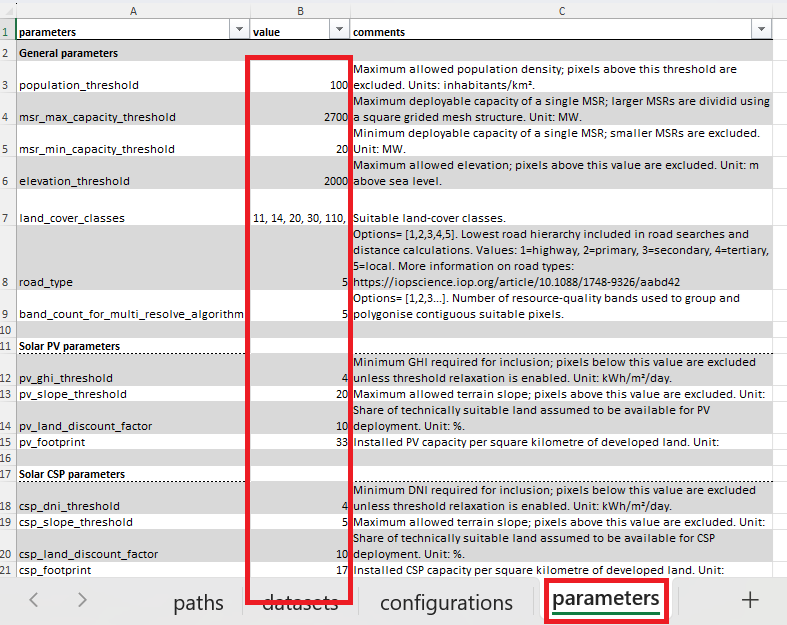 A B C
1 parameters value comments
2 General parameters
Maximum allowed population density; pixels above this threshold are
3 population_threshold 100 excluded. Units: inhabitants/km².
Maximum deployable capacity of a single MSR; larger MSRs are dividid using
4 msr_max_capacity_threshold 2700 a square grided mesh structure. Unit: MW.
Minimum deployable capacity of a single MSR; smaller MSRs are excluded.
5 msr_min_capacity_threshold 20 Unit: MW.
Maximum allowed elevation; pixels above this value are excluded. Unit: m
6 elevation_threshold 2000 above sea level.
7 land_cover_classes 11, 14, 20, 30, 110, Suitable land-cover classes.
Options= [1,2,3,4,5]. Lowest road hierarchy included in road searches and
distance calculations. Values: 1=highway, 2=primary, 3=secondary, 4=tertiary,
5=local. More information on road types:
8 road_type 5 https://iopscience.iop.org/article/10.1088/1748-9326/aabd42
Options= [1,2,3...]. Number of resource-quality bands used to group and
9 band_count_for_multi_resolve_algorithm 5 polygonise contiguous suitable pixels.
10
11 Solar PV parameters
Minimum GHI required for inclusion; pixels below this value are excluded
12 pv_ghi_threshold 4 unless threshold relaxation is enabled. Unit: kWh/m²/day.
13 pv_slope_threshold 20 Maximum allowed terrain slope; pixels above this value are excluded. Unit:
Share of technically suitable land assumed to be available for PV
14 pv_land_discount_factor 10 deployment. Unit: %.
15 pv_footprint 33 Installed PV capacity per square kilometre of developed land. Unit:
16
17 Solar CSP parameters
Minimum DNI required for inclusion; pixels below this value are excluded
18 csp_dni_threshold 4 unless threshold relaxation is enabled. Unit: kWh/m²/day.
19 csp_slope_threshold 5 Maximum allowed terrain slope; pixels above this value are excluded. Unit:
Share of technically suitable land assumed to be available for CSP
20 csp_land_discount_factor 10 deployment. Unit: %.
21 csp_footprint 17 Installed CSP capacity per square kilometre of developed land. Unit:
paths datasets configurations parameters +